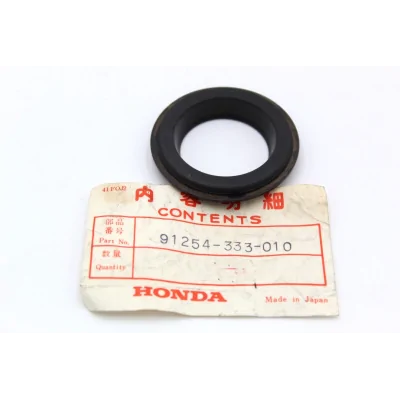 41FOD
内容明細
CONTENTS
部品
番号
Part No. 91254-333-010
数量
Quantity
HONDA Made in Japan